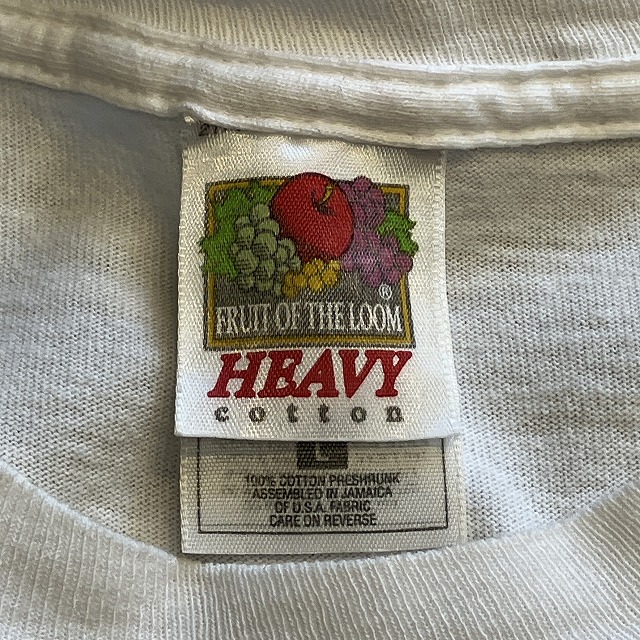 ®
FRUIT OF THE LOOM
HEAVY
cotton
L
100% COTTON PRESHRUNK
ASSEMBLED IN JAMAICA
OF U.S.A. FABRIC
CARE ON REVERSE